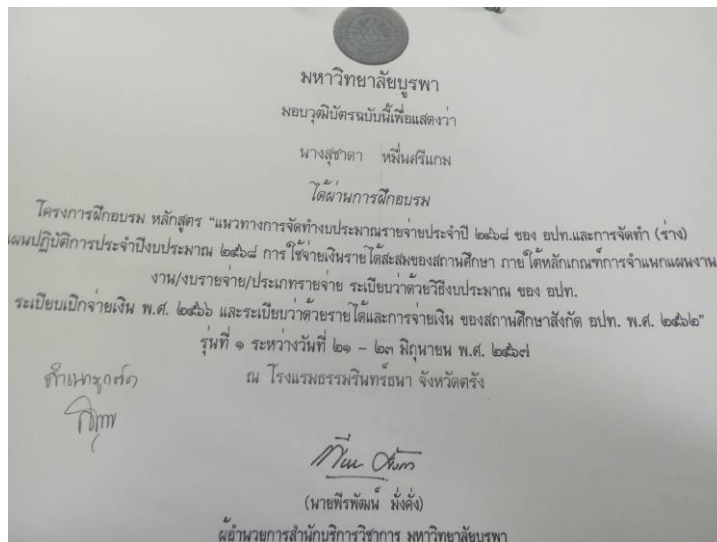 มหาวิทยาลัยบูรพา
มอบวุฒิบัตรฉบับนี้เพื่อแสดงว่า
นางสุชาดา หมื่นศรีแกม
ได้ผ่านการฝึกอบรม
โครงการฝึกอบรม หลักสูตร “แนวทางการจัดทำงบประมาณรายจ่ายประจำปี ๒๕๖๘ ของ อปท.และการจัดทำ (ร่าง)
แผนปฏิบัติการประจำปีงบประมาณ ๒๕๖๘ การใช้จ่ายเงินรายได้สะสมของสถานศึกษา ภายใต้หลักเกณฑ์การจำแนกแผนงาน
งาน/งบรายจ่าย/ประเภทรายจ่าย ระเบียบว่าด้วยวิธีงบประมาณ ของ อปท.
ระเบียบเบิกจ่ายเงิน พ.ศ. ๒๕๖๖ และระเบียบว่าด้วยรายได้และการจ่ายเงิน ของสถานศึกษาสังกัด อปท. พ.ศ. ๒๕๖๒”
รุ่นที่ ๑ ระหว่างวันที่ ๒๑ – ๒๓ มิถุนายน พ.ศ. ๒๕๖๗
ณ โรงแรมธรรมรินทร์ธนา จังหวัดตรัง
สำเนาถูกต้อง
(นายพีรพัฒน์ มั่งคั่ง)
ผู้อำนวยการสำนักบริการวิชาการ มหาวิทยาลัยบูรพา